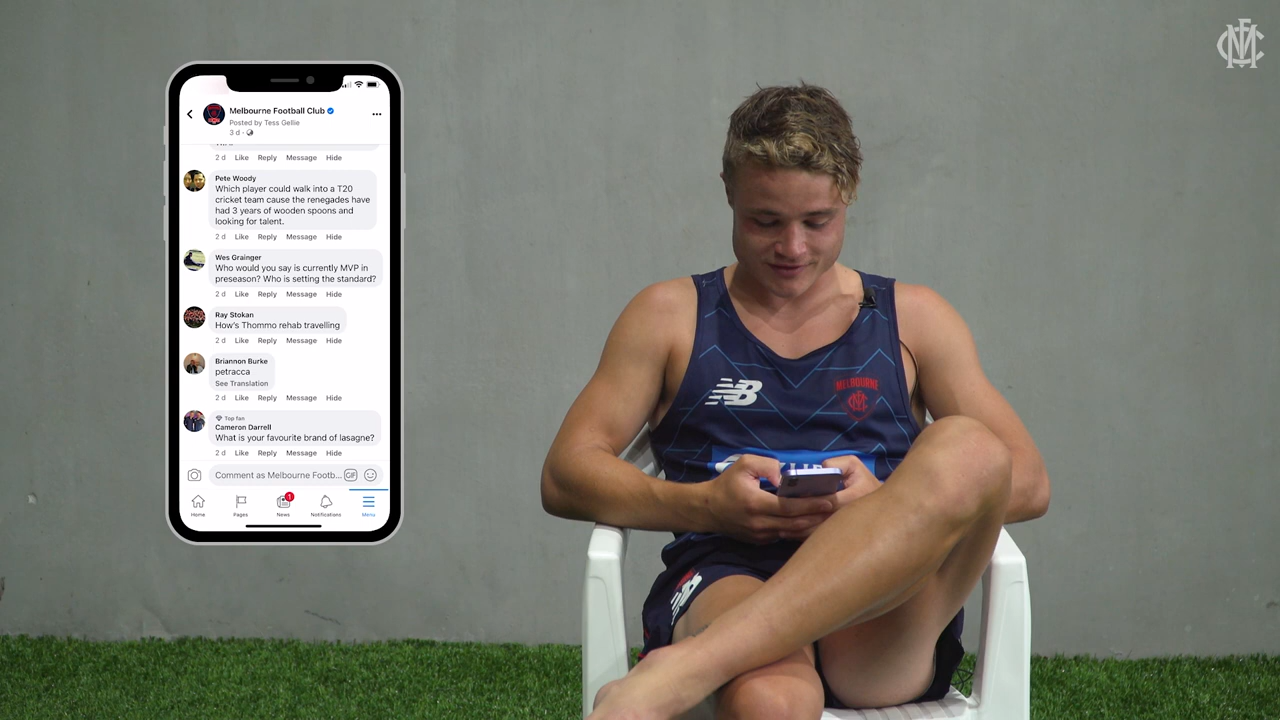 Melbourne Football Club
Posted by Tess Gellie
3 d ·
2 d Like Reply Message Hide
Pete Woody
Which player could walk into a T20
cricket team cause the renegades have
had 3 years of wooden spoons and
looking for talent.
2 d Like Reply Message Hide
Wes Grainger
Who would you say is currently MVP in
preseason? Who is setting the standard?
2 d Like Reply Message Hide
Ray Stokan
How's Thommo rehab travelling
2 d Like Reply Message Hide
Briannon Burke
petracca
See Translation
2 d Like Reply Message Hide
Top fan
Cameron Darrell
What is your favourite brand of lasagne?
2 d Like Reply Message Hide
Comment as Melbourne Footb... GIF
1
Home Pages News Notifications Menu
NB
MELBOURNE